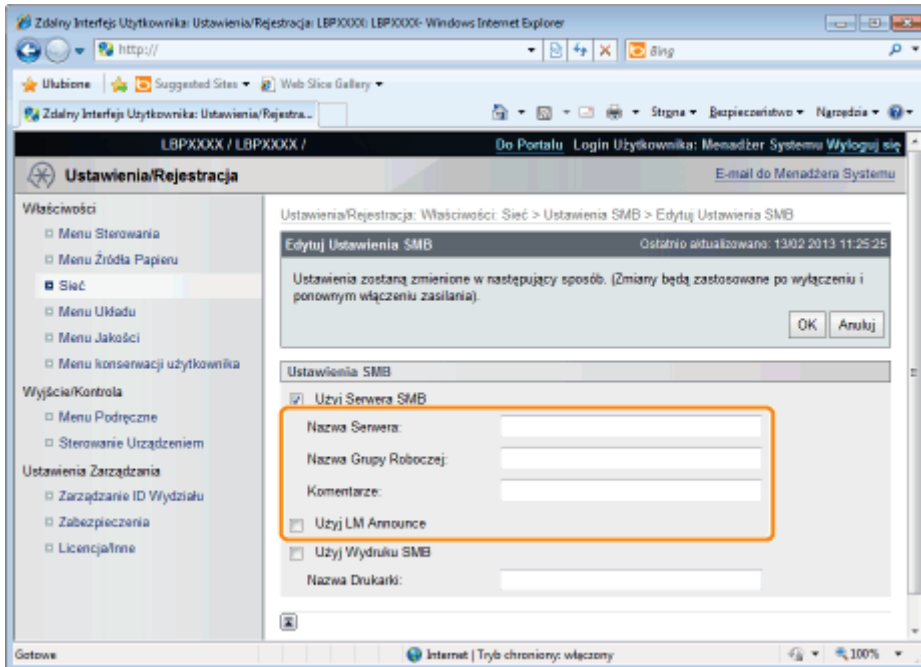 Zdalny Interfejs Użytkownika: Ustawienia/Rejestracja: LBPXXXX: LBPXXXX- Windows Internet Explorer
http://
Bing
Ulubione Suggested Sites Web Slice Gallery
Zdalny Interfejs Użytkownika: Ustawienia/Rejestra... Strona Bezpieczeństwo Narzędzia
LBPXXXX / LBPXXXX / Do Portalu Login Użytkownika: Menadżer Systemu Wyloguj się
Ustawienia/Rejestracja E-mail do Menadżera Systemu
Właściwości
Menu Sterowania
Menu Źródła Papieru
Sieć
Menu Układu
Menu Jakości
Menu konserwacji użytkownika
Wyjście/Kontrola
Menu Podręczne
Sterowanie Urządzeniem
Ustawienia Zarządzania
Zarządzanie ID Wydziału
Zabezpieczenia
Licencja/Inne
Ustawienia/Rejestracja: Właściwości: Sieć > Ustawienia SMB > Edytuj Ustawienia SMB
Edytuj Ustawienia SMB Ostatnio aktualizowano: 13/02 2013 11:25:25
Ustawienia zostaną zmienione w następujący sposób. (Zmiany będą zastosowane po wyłączeniu i
ponownym włączeniu zasilania).
OK Anuluj
Ustawienia SMB
Użyj Serwera SMB
Nazwa Serwera:
Nazwa Grupy Roboczej:
Komentarze:
Użyj LM Announce
Użyj Wydruku SMB
Nazwa Drukarki:
Gotowe Internet | Tryb chroniony: włączony 100%